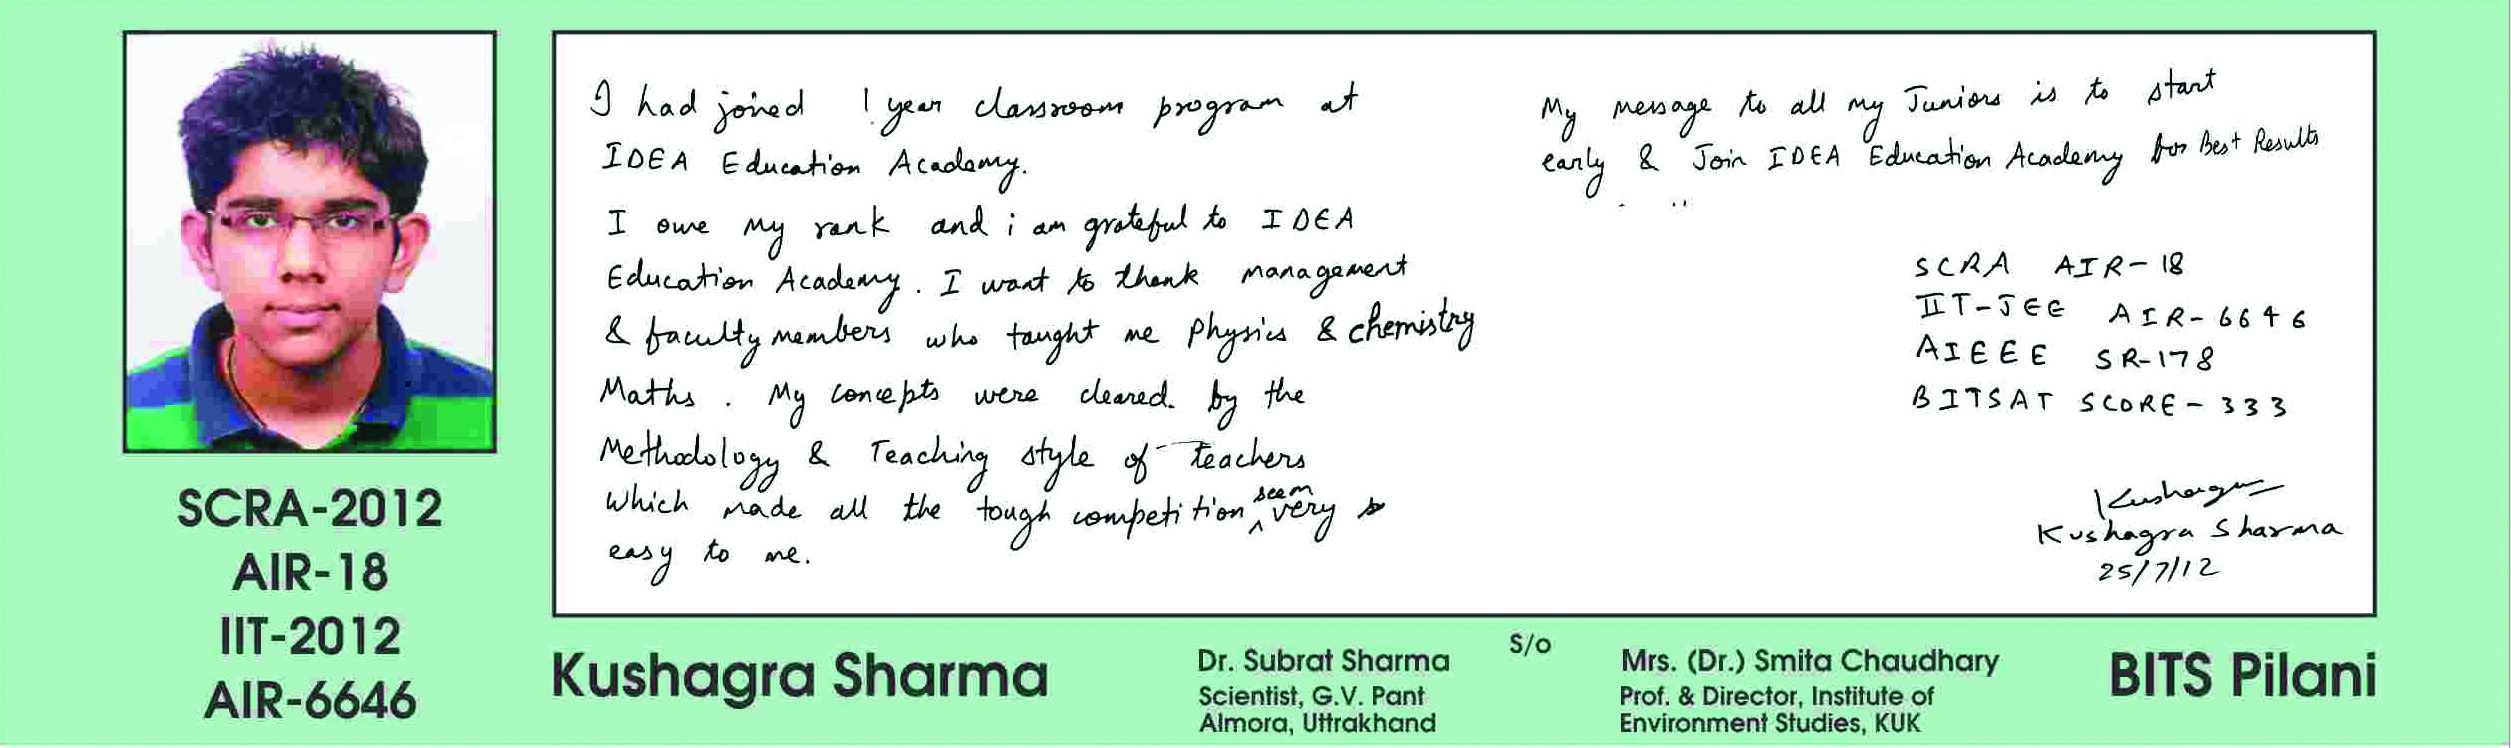 I had joined 1 year classroom program at
IDEA Education Academy.
I owe my rank and i am grateful to IDEA
Education Academy. I want to thank management
& faculty members who taught me Physics & chemistry
Maths. My concepts were cleared by the
Methodology & Teaching style of teachers
which made all the tough competition seem very
easy to me.
My message to all my Juniors is to start
early & Join IDEA Education Academy for Best Results
SCRA AIR-18
IIT-JEE AIR-6646
AIEEE SR-178
BITSAT SCORE-333
Kushagra
Kushagra Sharma
25/7/12
SCRA-2012
AIR-18
IIT-2012
AIR-6646
Kushagra Sharma
S/o
Dr. Subrat Sharma
Scientist, G.V. Pant
Almora, Uttrakhand
Mrs. (Dr.) Smita Chaudhary
Prof. & Director, Institute of
Environment Studies, KUK
BITS Pilani